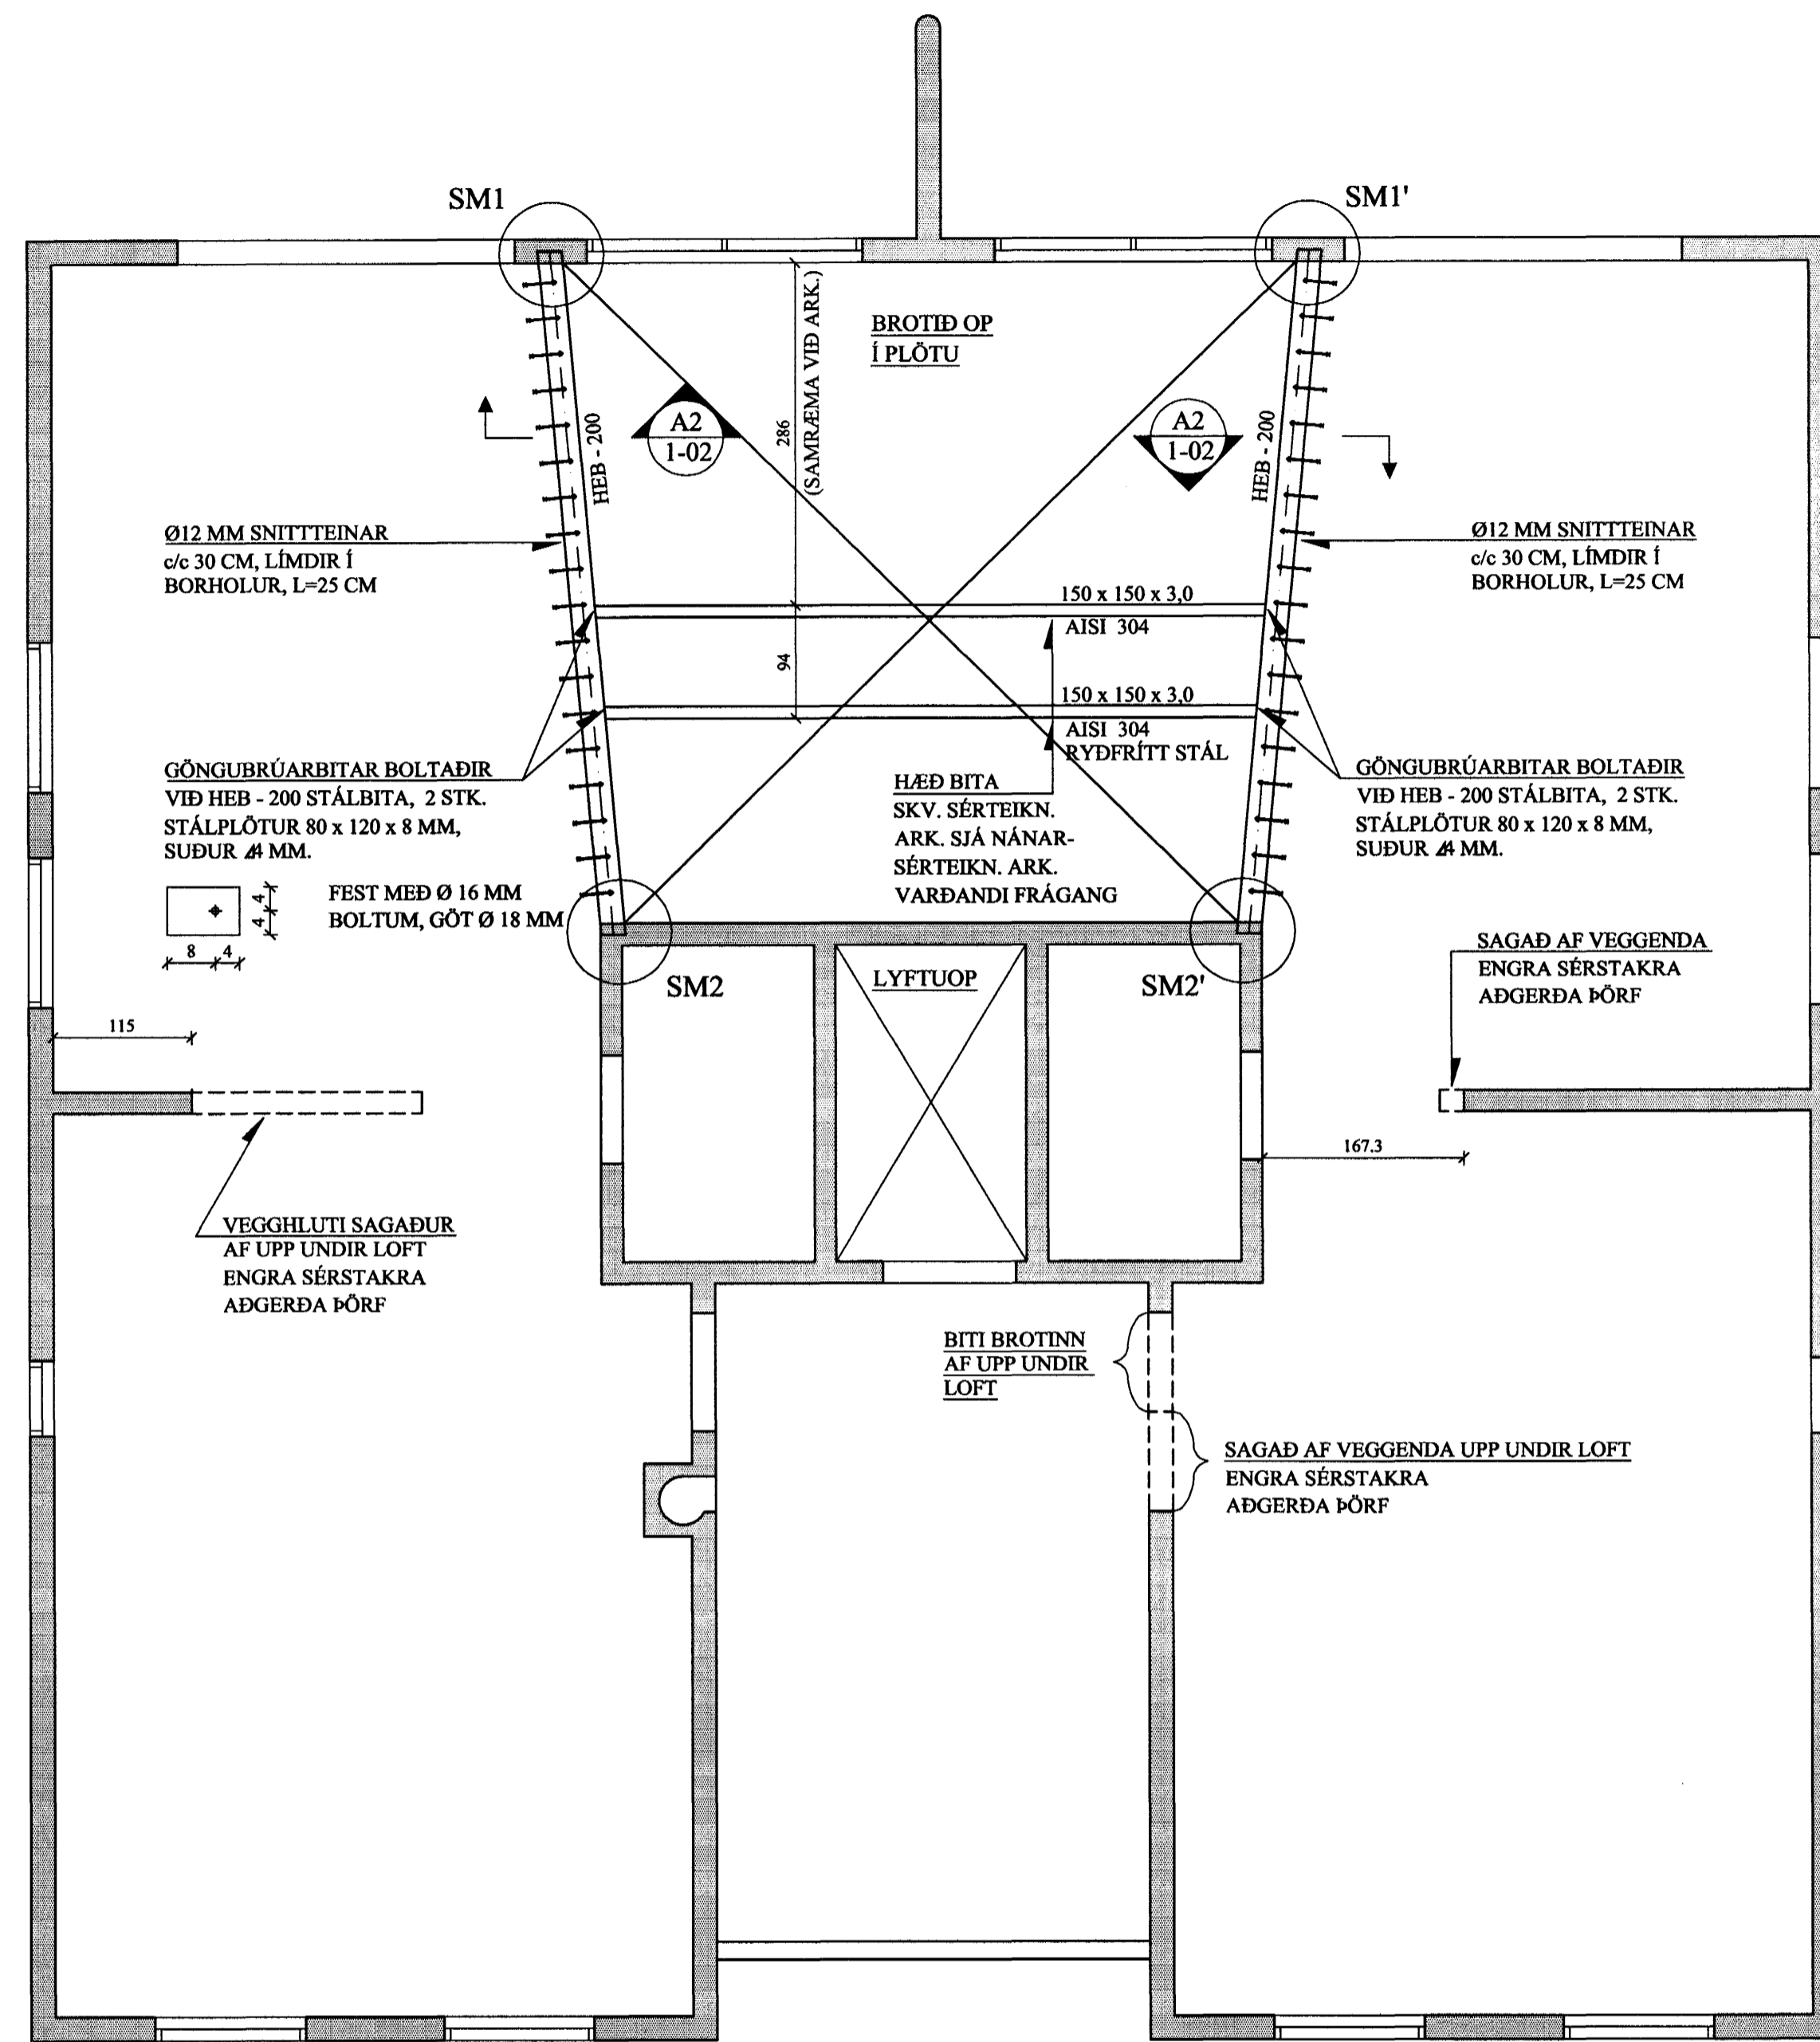 SM1
SM1'
BROTIÐ OP
Í PLÖTU
286
(SAMRÆMA VIÐ ARK.)
A2
1-02
A2
1-02
HEB - 200
HEB - 200
Ø12 MM SNITTTEINAR
c/c 30 CM, LÍMDIR Í
BORHOLUR, L=25 CM
Ø12 MM SNITTTEINAR
c/c 30 CM, LÍMDIR Í
BORHOLUR, L=25 CM
150 x 150 x 3,0
AISI 304
94
150 x 150 x 3,0
AISI 304
RYÐFRÍTT STÁL
GÖNGUBRÚARBITAR BOLTAÐIR
VIÐ HEB - 200 STÁLBITA, 2 STK.
STÁLPLÖTUR 80 x 120 x 8 MM,
SUÐUR 4 MM.
HÆÐ BITA
SKV. SÉRTEIKN.
ARK. SJÁ NÁNAR-
SÉRTEIKN. ARK.
VARÐANDI FRÁGANG
GÖNGUBRÚARBITAR BOLTAÐIR
VIÐ HEB - 200 STÁLBITA, 2 STK.
STÁLPLÖTUR 80 x 120 x 8 MM,
SUÐUR 4 MM.
4
4
8
4
FEST MEÐ Ø 16 MM
BOLTUM, GÖT Ø 18 MM
SM2
LYFTUOP
SM2'
SAGAÐ AF VEGGENDA
ENGRA SÉRSTAKRA
AÐGERÐA ÞÖRF
115
167.3
VEGGHLUTI SAGAÐUR
AF UPP UNDIR LOFT
ENGRA SÉRSTAKRA
AÐGERÐA ÞÖRF
BITI BROTINN
AF UPP UNDIR
LOFT
SAGAÐ AF VEGGENDA UPP UNDIR LOFT
ENGRA SÉRSTAKRA
AÐGERÐA ÞÖRF